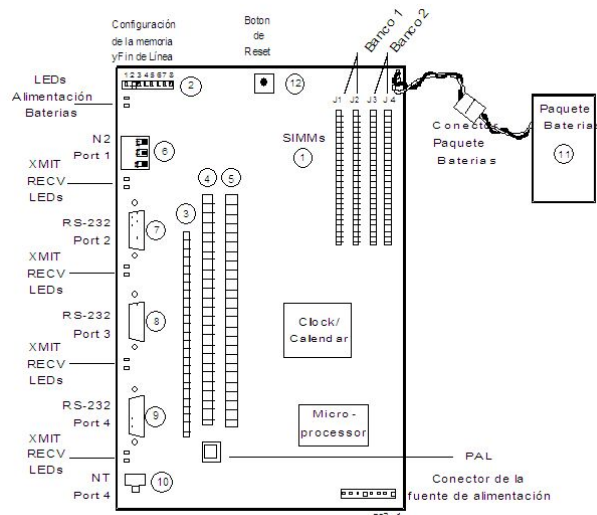 Configuración
de la memoria
yFin de Línea
Boton
de
Reset
Banco 1
Banco 2
1 2 3 4 5 6 7 8
2
12
J1 J2 J3 J4
LEDs
Alimentación
Baterias
Conector
Paquete
Baterias
Paquete
Baterias
11
N2
Port 1
6
SIMMs
1
XMIT
RECV
LEDs
4
5
3
RS-232
Port 2
7
XMIT
RECV
LEDs
RS-232
Port 3
8
Clock/
Calendar
XMIT
RECV
LEDs
RS-232
Port 4
9
Micro-
processor
XMIT
RECV
LEDs
PAL
NT
Port 4
10
Conector de la
fuente de alimentación